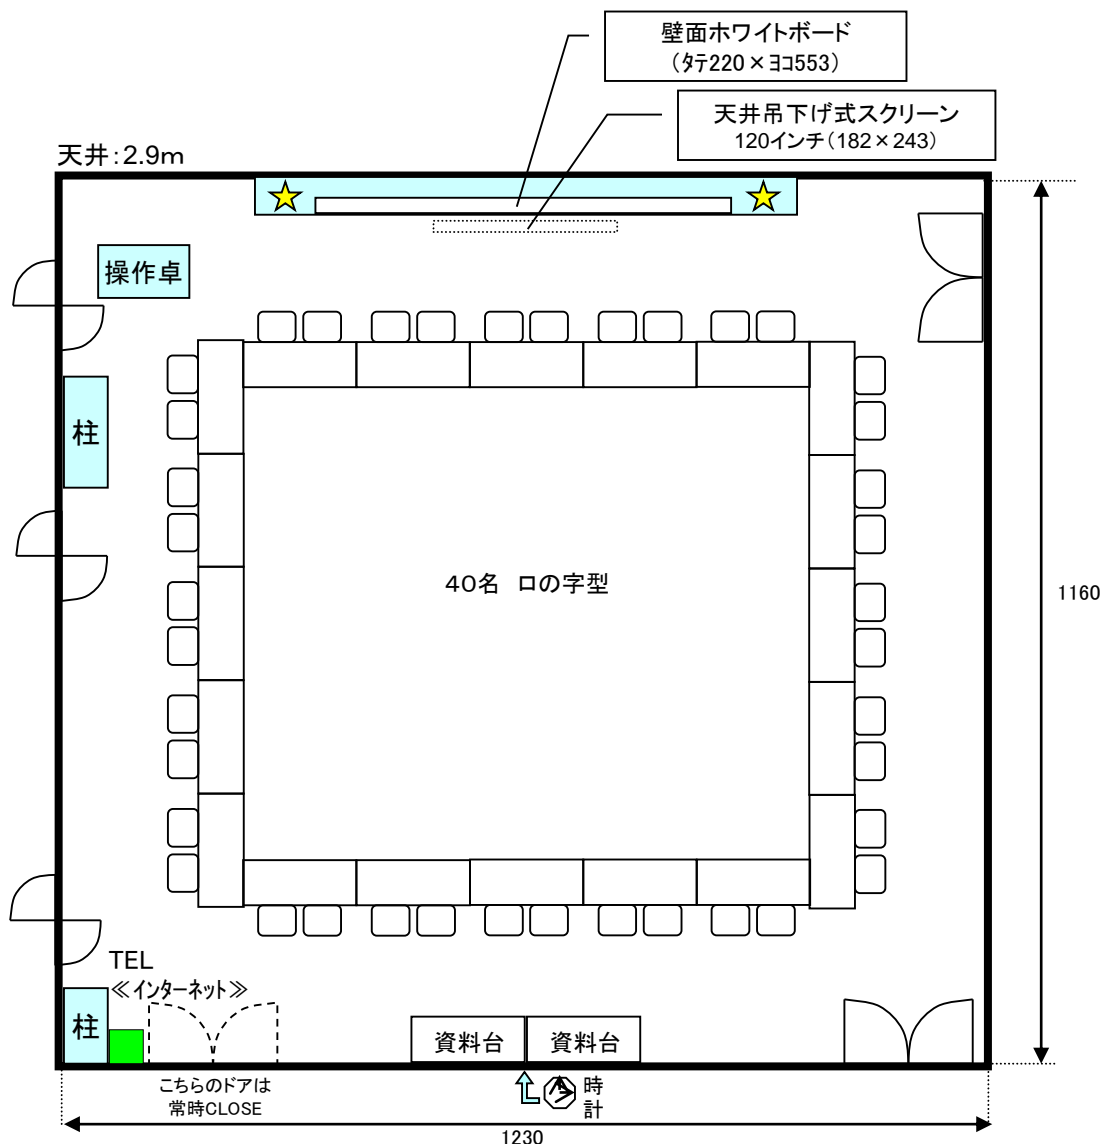 壁面ホワイトボード
（ﾀﾃ220×ﾖｺ553）
天井吊下げ式スクリーン
120インチ（182×243）
天井：2.9ｍ
操作卓
柱
４０名　ロの字型
1160
TEL
≪ｲﾝﾀｰﾈｯﾄ≫
柱
資料台
資料台
こちらのドアは
常時CLOSE
時
計
1230